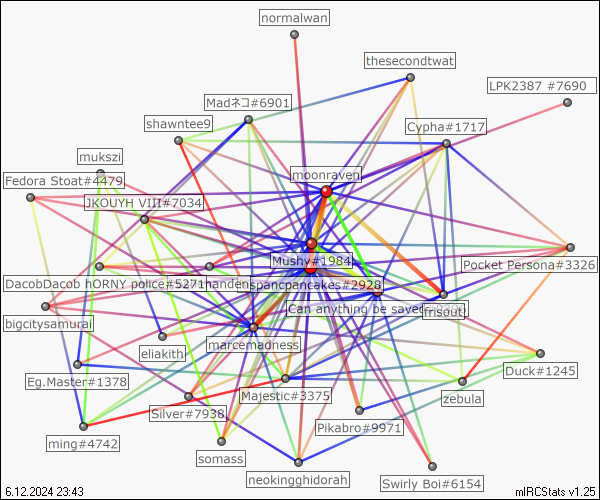 normalwan
thesecondtwat
LPK2387 #7690
Madネコ#6901
shawntee9
Cypha#1717
mukszi
moonraven
Fedora Stoat#4479
JKOUYH VIII#7034
Mushy#1984
Pocket Persona#3326
DacobDacob hORNY police#5271
spancpancakes#2928
Can anything be saved
frisout
bigcitysamurai
marcemadness
eliakith
Duck#1245
Eg.Master#1378
Majestic#3375
zebula
Silver#7938
Pikabro#9971
ming#4742
somass
neokingghidorah
Swirly Boi#6154
6.12.2024 23:43
mIRCStats v1.25